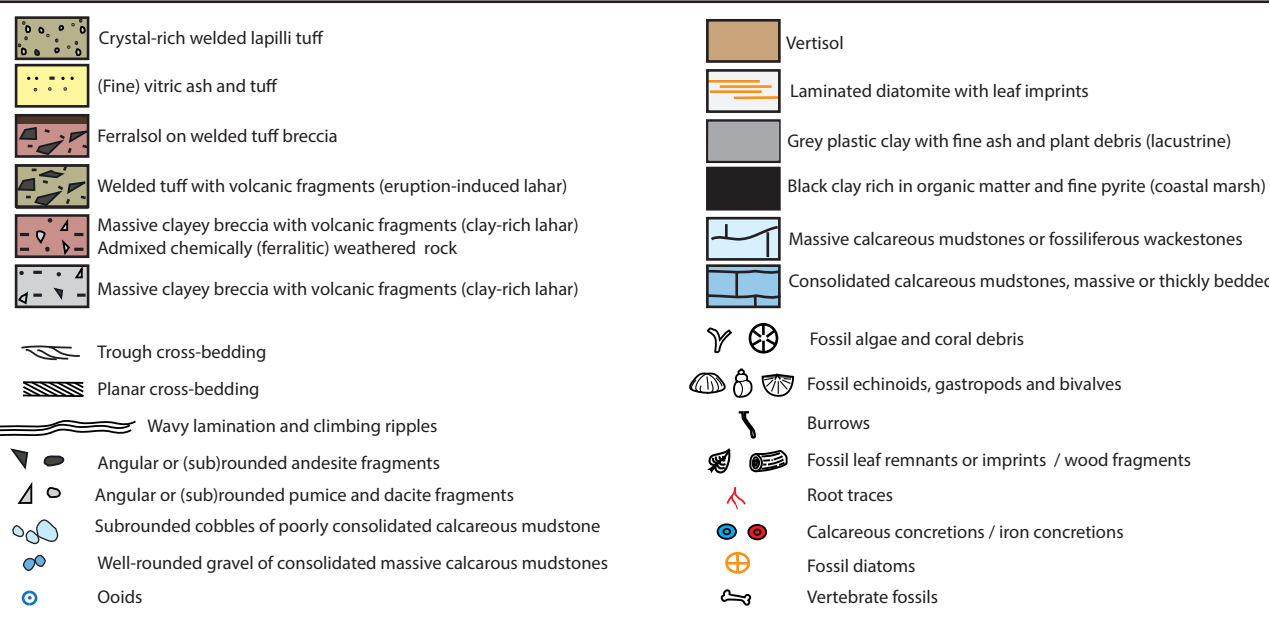 Crystal-rich welded lapilli tuff
(Fine) vitric ash and tuff
Ferralsol on welded tuff breccia
Welded tuff with volcanic fragments (eruption-induced lahar)
Massive clayey breccia with volcanic fragments (clay-rich lahar)
Admixed chemically (ferralitic) weathered rock
Massive clayey breccia with volcanic fragments (clay-rich lahar)
Trough cross-bedding
Planar cross-bedding
Wavy lamination and climbing ripples
Angular or (sub)rounded andesite fragments
Angular or (sub)rounded pumice and dacite fragments
Subrounded cobbles of poorly consolidated calcareous mudstone
Well-rounded gravel of consolidated massive calcarous mudstones
Ooids
Vertisol
Laminated diatomite with leaf imprints
Grey plastic clay with fine ash and plant debris (lacustrine)
Black clay rich in organic matter and fine pyrite (coastal marsh)
Massive calcareous mudstones or fossiliferous wackestones
Consolidated calcareous mudstones, massive or thickly bedded
Fossil algae and coral debris
Fossil echinoids, gastropods and bivalves
Burrows
Fossil leaf remnants or imprints / wood fragments
Root traces
Calcareous concretions / iron concretions
Fossil diatoms
Vertebrate fossils